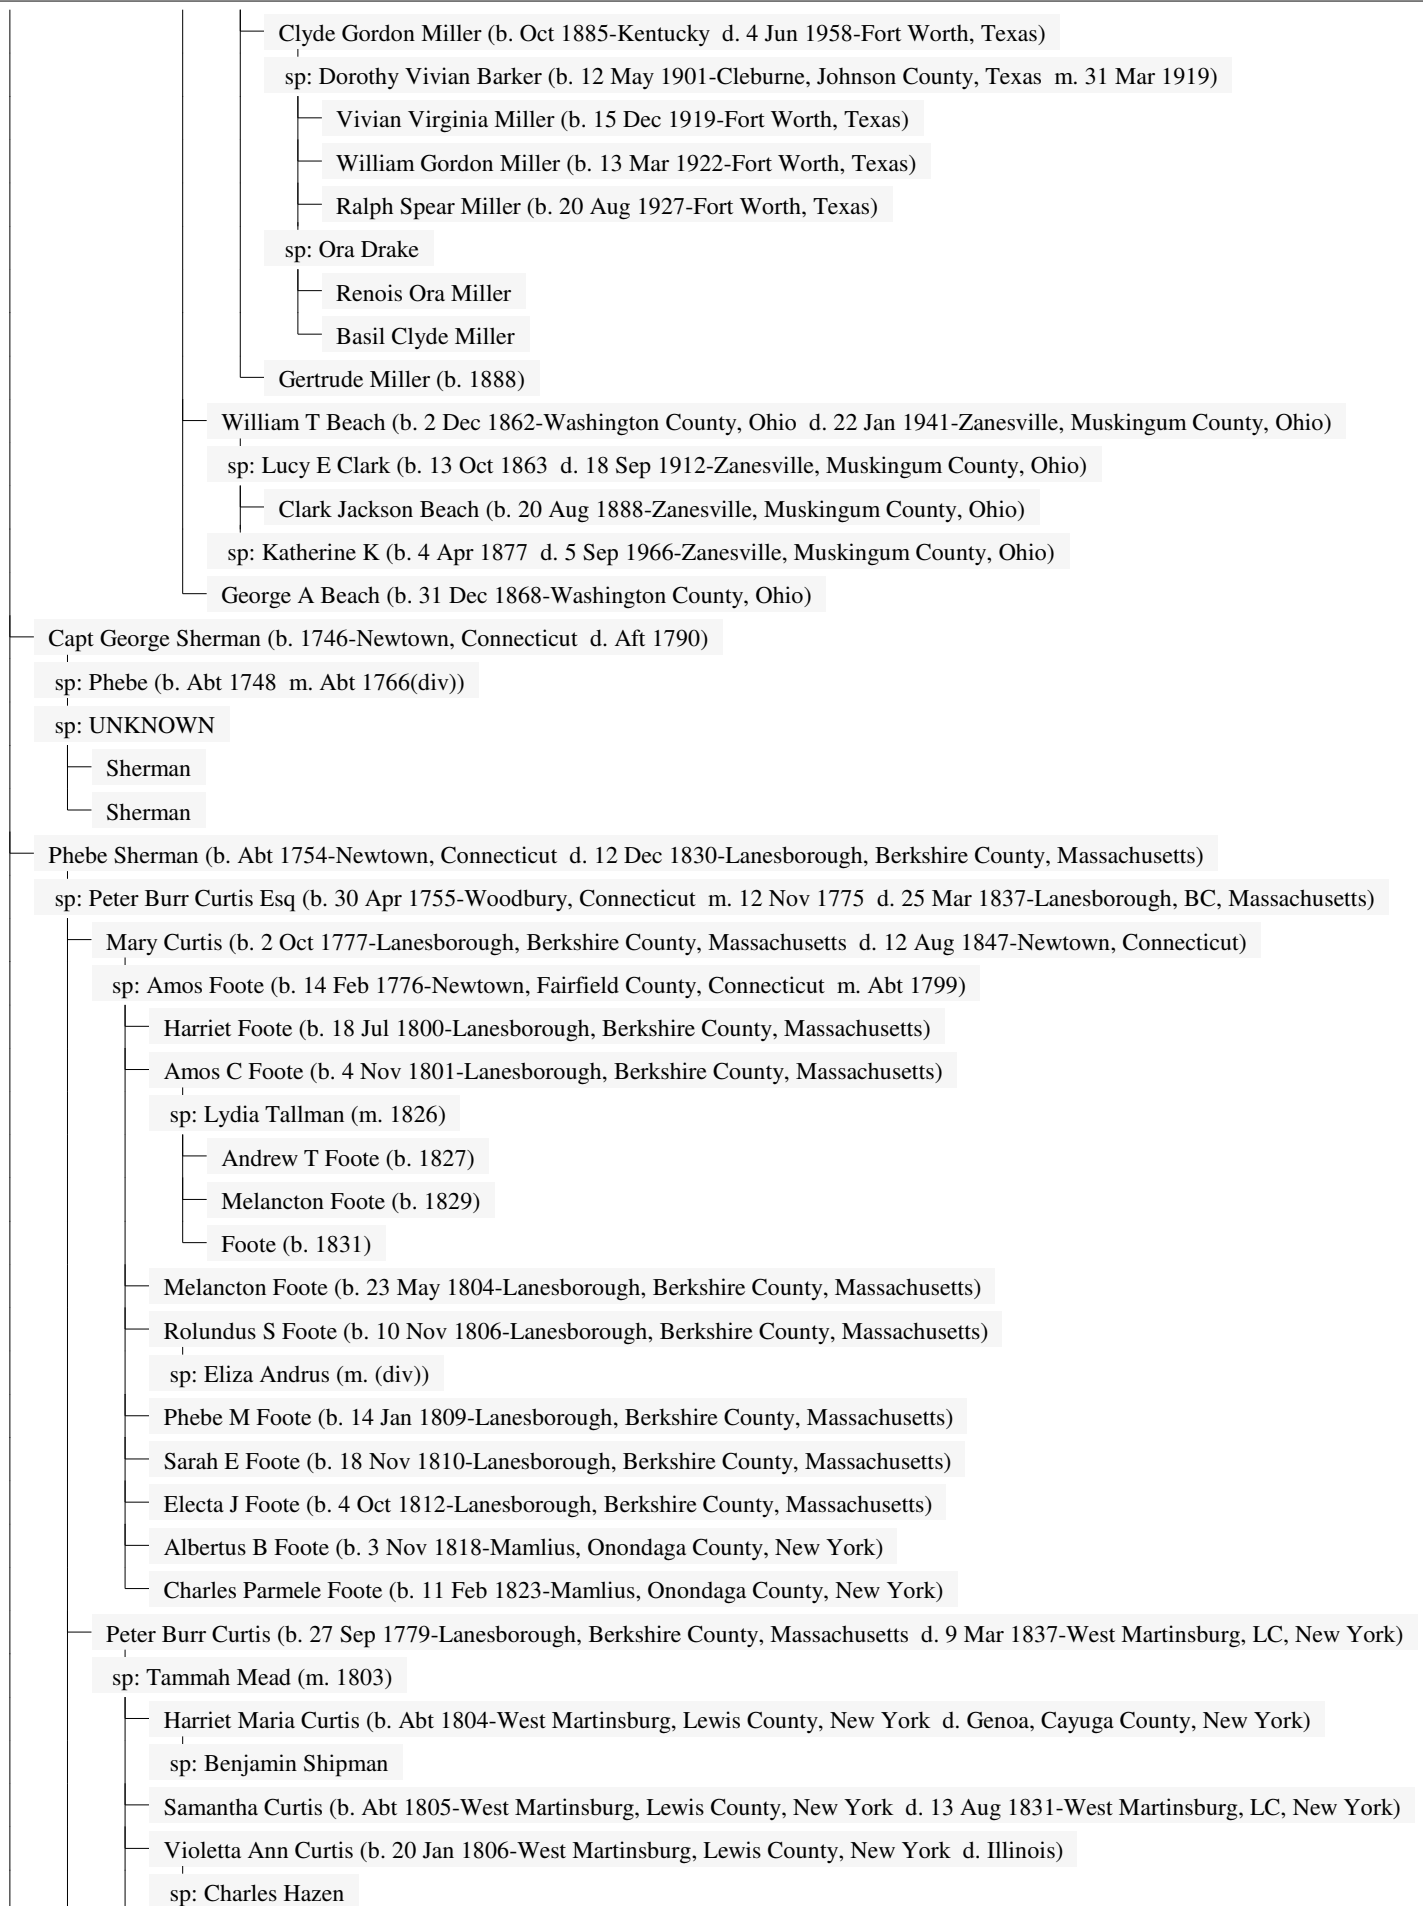 Clyde Gordon Miller (b. Oct 1885-Kentucky d. 4 Jun 1958-Fort Worth, Texas)
sp: Dorothy Vivian Barker (b. 12 May 1901-Cleburne, Johnson County, Texas m. 31 Mar 1919)
Vivian Virginia Miller (b. 15 Dec 1919-Fort Worth, Texas)
William Gordon Miller (b. 13 Mar 1922-Fort Worth, Texas)
Ralph Spear Miller (b. 20 Aug 1927-Fort Worth, Texas)
sp: Ora Drake
Renois Ora Miller
Basil Clyde Miller
Gertrude Miller (b. 1888)
William T Beach (b. 2 Dec 1862-Washington County, Ohio d. 22 Jan 1941-Zanesville, Muskingum County, Ohio)
sp: Lucy E Clark (b. 13 Oct 1863 d. 18 Sep 1912-Zanesville, Muskingum County, Ohio)
Clark Jackson Beach (b. 20 Aug 1888-Zanesville, Muskingum County, Ohio)
sp: Katherine K (b. 4 Apr 1877 d. 5 Sep 1966-Zanesville, Muskingum County, Ohio)
George A Beach (b. 31 Dec 1868-Washington County, Ohio)
Capt George Sherman (b. 1746-Newtown, Connecticut d. Aft 1790)
sp: Phebe (b. Abt 1748 m. Abt 1766(div))
sp: UNKNOWN
Sherman
Sherman
Phebe Sherman (b. Abt 1754-Newtown, Connecticut d. 12 Dec 1830-Lanesborough, Berkshire County, Massachusetts)
sp: Peter Burr Curtis Esq (b. 30 Apr 1755-Woodbury, Connecticut m. 12 Nov 1775 d. 25 Mar 1837-Lanesborough, BC, Massachusetts)
Mary Curtis (b. 2 Oct 1777-Lanesborough, Berkshire County, Massachusetts d. 12 Aug 1847-Newtown, Connecticut)
sp: Amos Foote (b. 14 Feb 1776-Newtown, Fairfield County, Connecticut m. Abt 1799)
Harriet Foote (b. 18 Jul 1800-Lanesborough, Berkshire County, Massachusetts)
Amos C Foote (b. 4 Nov 1801-Lanesborough, Berkshire County, Massachusetts)
sp: Lydia Tallman (m. 1826)
Andrew T Foote (b. 1827)
Melancton Foote (b. 1829)
Foote (b. 1831)
Melancton Foote (b. 23 May 1804-Lanesborough, Berkshire County, Massachusetts)
Rolundus S Foote (b. 10 Nov 1806-Lanesborough, Berkshire County, Massachusetts)
sp: Eliza Andrus (m. (div))
Phebe M Foote (b. 14 Jan 1809-Lanesborough, Berkshire County, Massachusetts)
Sarah E Foote (b. 18 Nov 1810-Lanesborough, Berkshire County, Massachusetts)
Electa J Foote (b. 4 Oct 1812-Lanesborough, Berkshire County, Massachusetts)
Albertus B Foote (b. 3 Nov 1818-Mamlius, Onondaga County, New York)
Charles Parmele Foote (b. 11 Feb 1823-Mamlius, Onondaga County, New York)
Peter Burr Curtis (b. 27 Sep 1779-Lanesborough, Berkshire County, Massachusetts d. 9 Mar 1837-West Martinsburg, LC, New York)
sp: Tammah Mead (m. 1803)
Harriet Maria Curtis (b. Abt 1804-West Martinsburg, Lewis County, New York d. Genoa, Cayuga County, New York)
sp: Benjamin Shipman
Samantha Curtis (b. Abt 1805-West Martinsburg, Lewis County, New York d. 13 Aug 1831-West Martinsburg, LC, New York)
Violetta Ann Curtis (b. 20 Jan 1806-West Martinsburg, Lewis County, New York d. Illinois)
sp: Charles Hazen